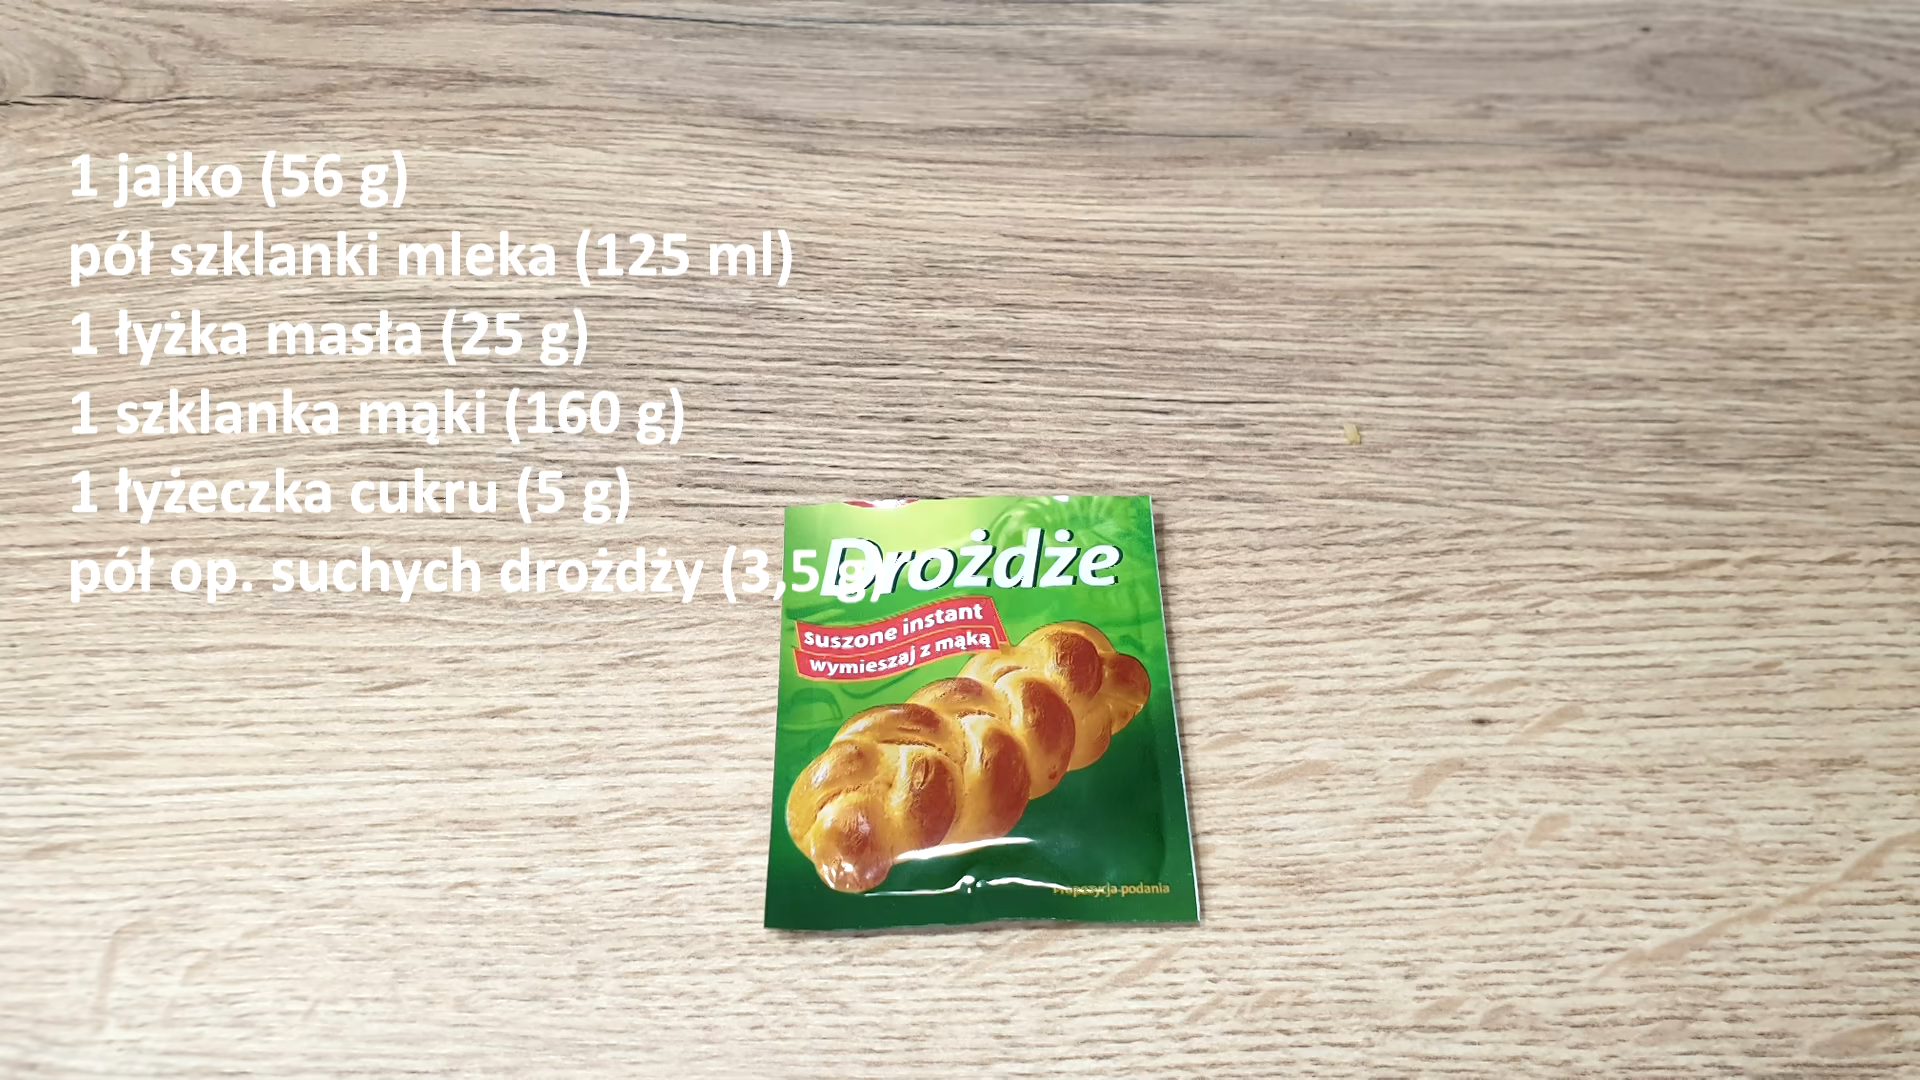 1 jajko (56 g)
pół szklanki mleka (125 ml)
1 łyżka masła (25 g)
1 szklanka mąki (160 g)
1 łyżeczka cukru (5 g)
pół op. suchych drożdży (3,5 g)
Drożdże
suszone instant
wymieszaj z mąką
Propozycja podania